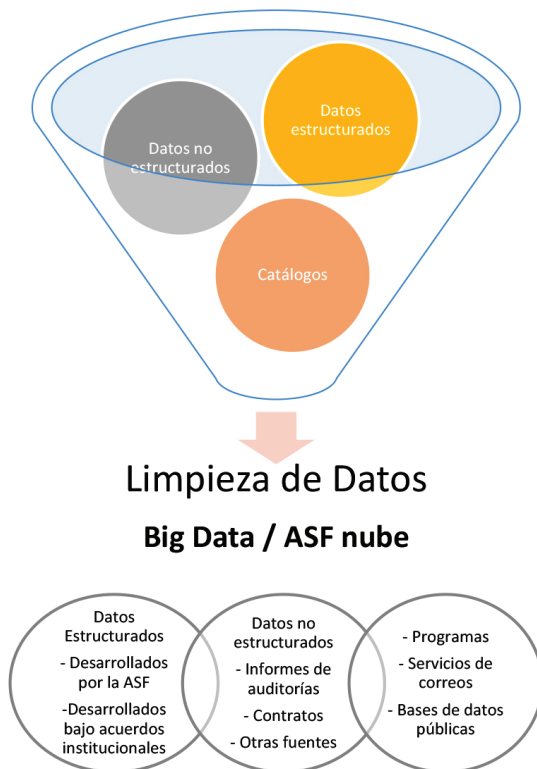 Datos
estructurados
Datos no
estructurados
Catálogos
Limpieza de Datos
Big Data / ASF nube
Datos
Estructurados
- Desarrollados
por la ASF
-Desarrollados
bajo acuerdos
institucionales
Datos no
estructurados
- Informes de
auditorías
- Contratos
- Otras fuentes
- Programas
- Servicios de
correos
- Bases de datos
públicas